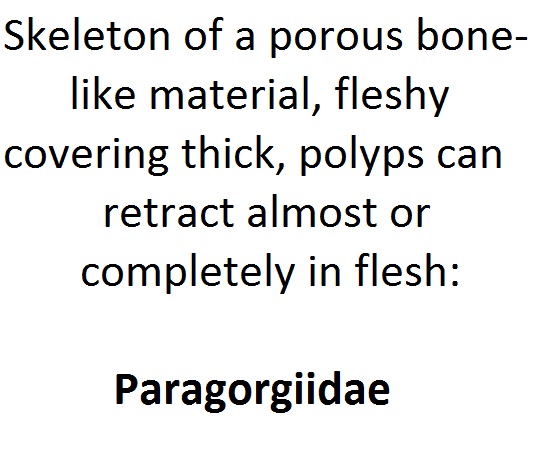 Skeleton of a porous bone-
like material, fleshy
covering thick, polyps can
retract almost or
completely in flesh:
Paragorgiidae